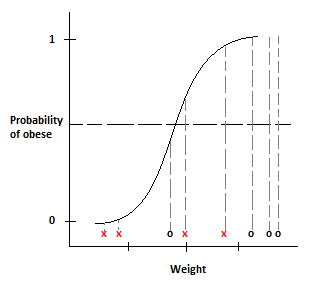 1
Probability
of obese
0
x x o x x o o o
Weight